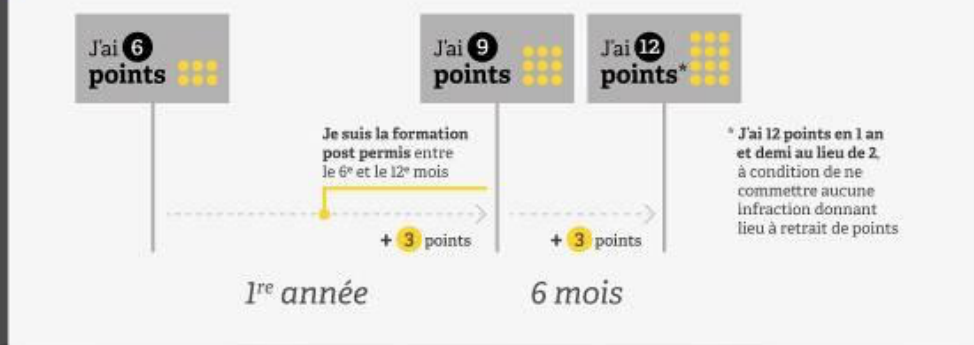 J'ai 6
points
J'ai 9
points
J'ai 12
points*
Je suis la formation
post permis entre
le 6e et le 12e mois
* J'ai 12 points en 1 an
et demi au lieu de 2,
à condition de ne
commettre aucune
infraction donnant
lieu à retrait de points
+ 3 points
+ 3 points
1re année
6 mois